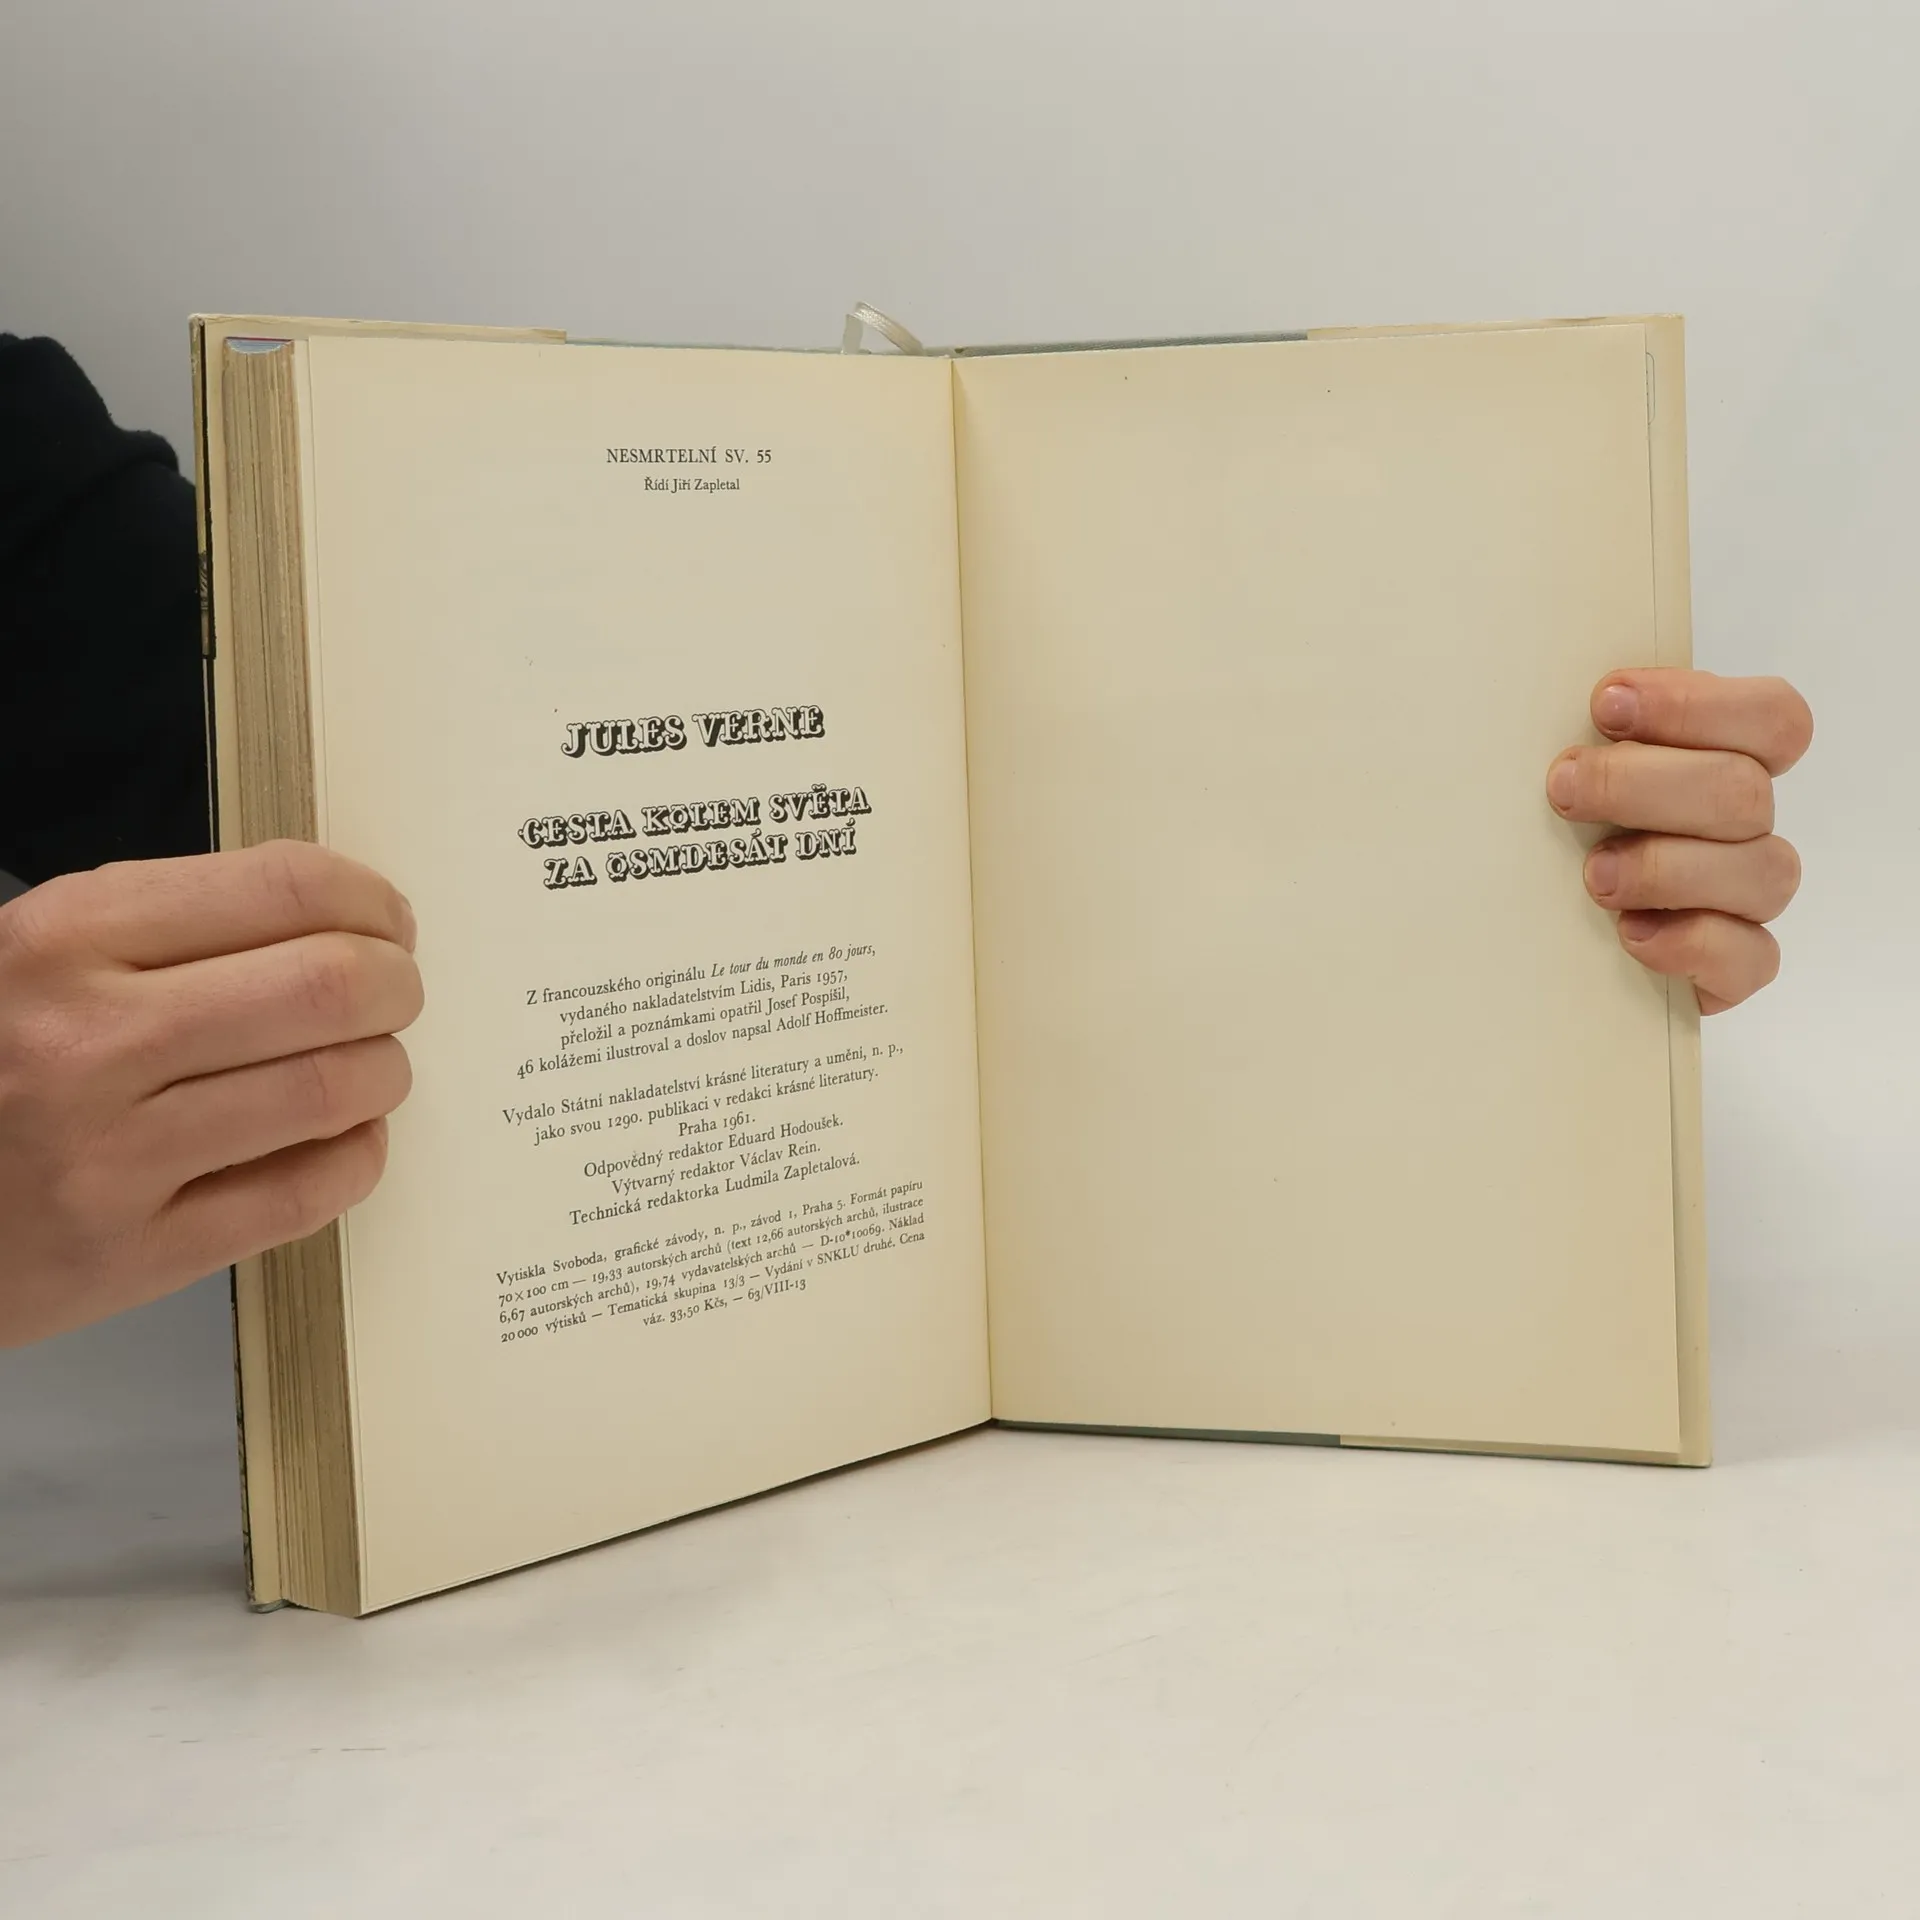 NESMRTELNÍ SV. 55
Řídí Jiří Zapletal
JULES VERNE
CESTA KOLEM SVĚTA
ZA OSMDESÁT DNÍ
Z francouzského originálu Le tour du monde en 80 jours,
vydaného nakladatelstvím Lidis, Paris 1957,
přeložil a poznámkami opatřil Josef Pospíšil,
46 kolážemi ilustroval a doslov napsal Adolf Hoffmeister.
Vydalo Státní nakladatelství krásné literatury a umění, n. p.,
jako svou 1290. publikaci v redakci krásné literatury.
Praha 1961.
Odpovědný redaktor Eduard Hodoušek.
Výtvarný redaktor Václav Rein.
Technická redaktorka Ludmila Zapletalová.
Vytiskla Svoboda, grafické závody, n. p., závod 1, Praha 5. Formát papíru
70×100 cm — 19,33 autorských archů (text 12,66 autorských archů, ilustrace
6,67 autorských archů), 19,74 vydavatelských archů — D-10*10069. Náklad
20 000 výtisků — Tematická skupina 13/3 — Vydání v SNKLU druhé. Cena
váz. 33,50 Kčs, — 63/VIII-13